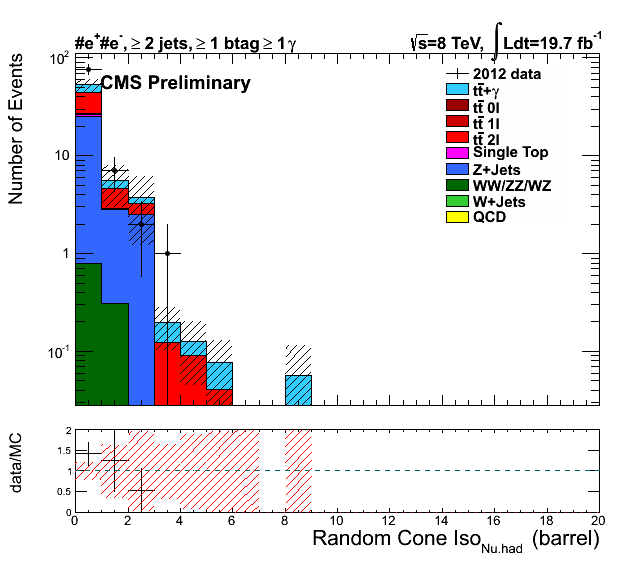 #e⁺#e⁻, ≥ 2 jets, ≥ 1 btag ≥ 1γ
√s=8 TeV, ∫Ldt=19.7 fb⁻¹
CMS Preliminary
2012 data
tt̄+γ
tt̄ 0l
tt̄ 1l
tt̄ 2l
Single Top
Z+Jets
WW/ZZ/WZ
W+Jets
QCD
Number of Events
10²
10
1
10⁻¹
data/MC
2
1.5
1
0.5
0
0 2 4 6 8 10 12 14 16 18 20
Random Cone Iso_Nu.had (barrel)